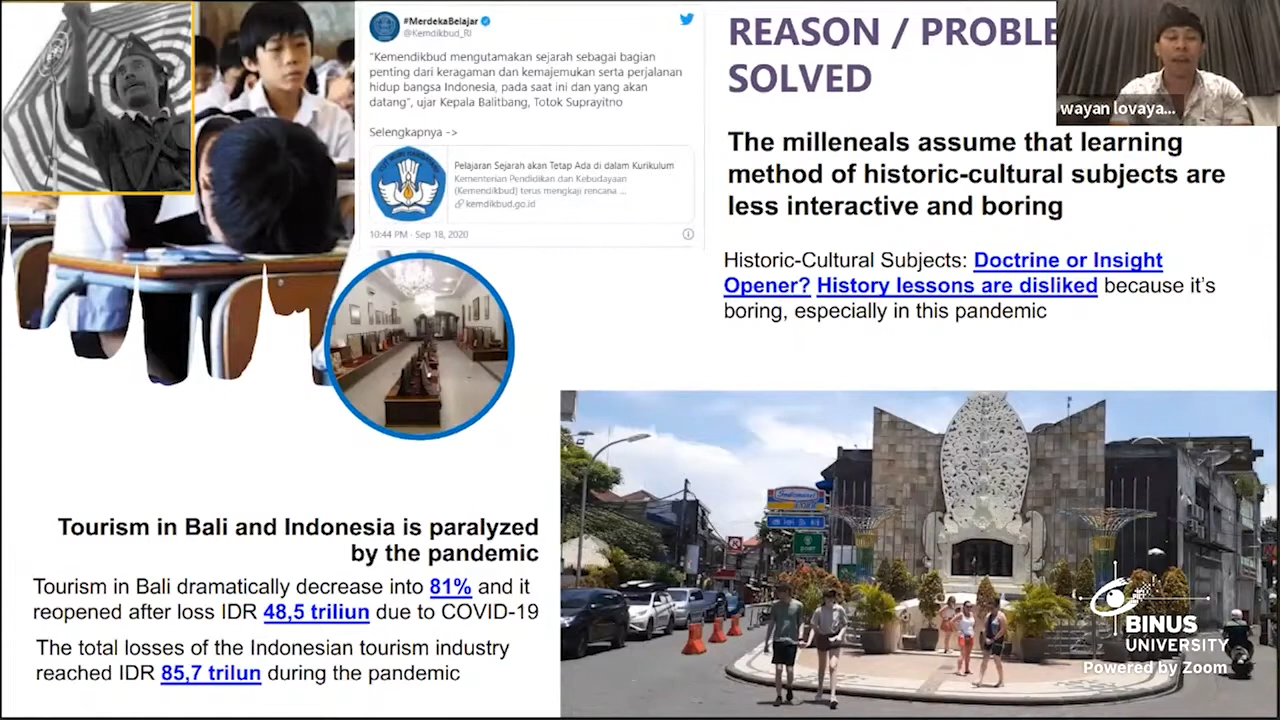 #MerdekaBelajar
@Kemdikbud_RI
"Kemendikbud mengutamakan sejarah sebagai bagian
penting dari keragaman dan kemajemukan serta perjalanan
hidup bangsa Indonesia, pada saat ini dan yang akan
datang", ujar Kepala Balitbang, Totok Suprayitno
Selengkapnya ->
Pelajaran Sejarah akan Tetap Ada di dalam Kurikulum
Kementerian Pendidikan dan Kebudayaan
(Kemendikbud) terus mengkaji rencana ...
kemdikbud.go.id
10:44 PM · Sep 18, 2020
REASON / PROBLE
SOLVED
wayan lovaya...
The milleneals assume that learning
method of historic-cultural subjects are
less interactive and boring
Historic-Cultural Subjects: Doctrine or Insight
Opener? History lessons are disliked because it's
boring, especially in this pandemic
Tourism in Bali and Indonesia is paralyzed
by the pandemic
Tourism in Bali dramatically decrease into 81% and it
reopened after loss IDR 48,5 triliun due to COVID-19
The total losses of the Indonesian tourism industry
reached IDR 85,7 trilun during the pandemic
BINUS
UNIVERSITY
Powered by Zoom